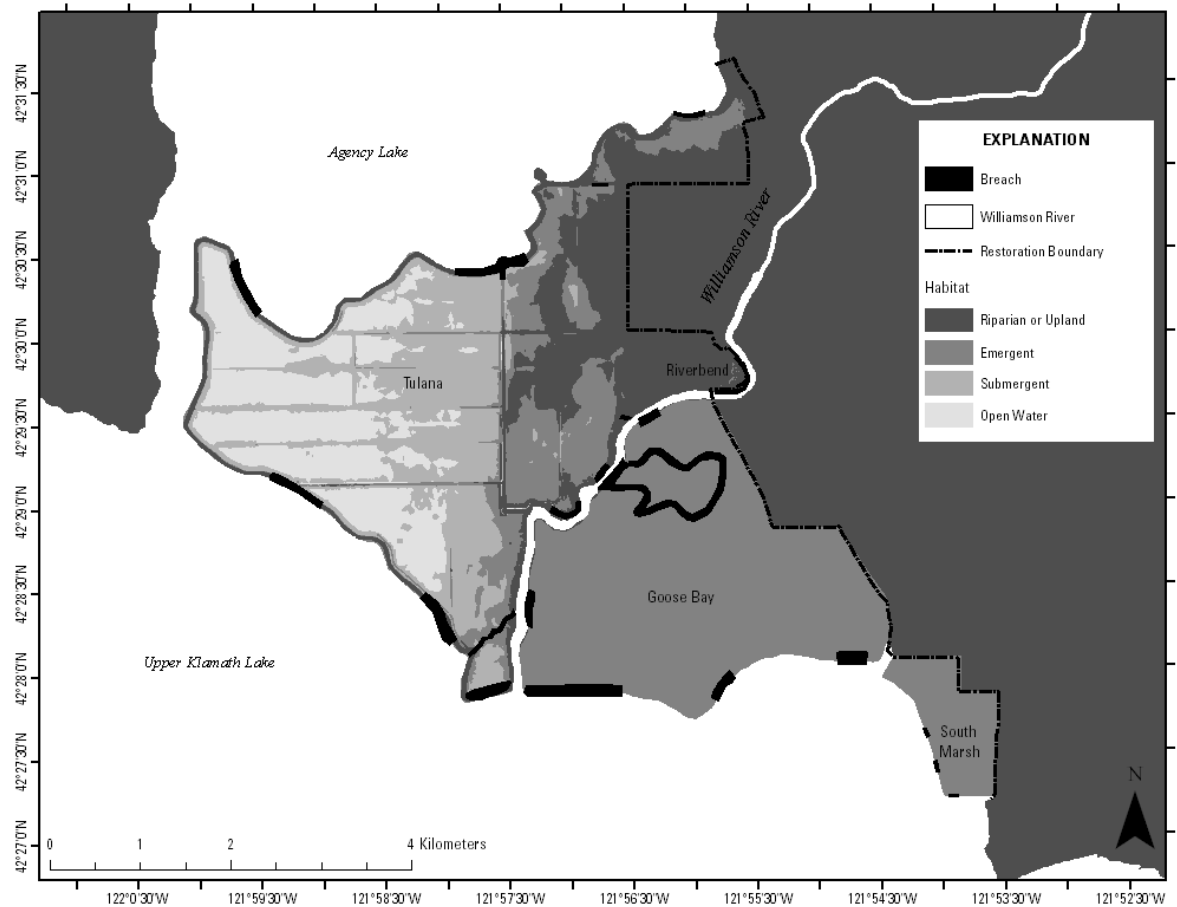 Agency Lake
Williamson River
EXPLANATION
Breach
Williamson River
Restoration Boundary
Habitat
Riparian or Upland
Emergent
Submergent
Open Water
Tulana
Riverbend
Goose Bay
Upper Klamath Lake
South
Marsh
N
0 1 2 4 Kilometers
42°31'30"N
42°31'0"N
42°30'30"N
42°30'0"N
42°29'30"N
42°29'0"N
42°28'30"N
42°28'0"N
42°27'30"N
42°27'0"N
122°0'30"W 121°59'30"W 121°58'30"W 121°57'30"W 121°56'30"W 121°55'30"W 121°54'30"W 121°53'30"W 121°52'30"W